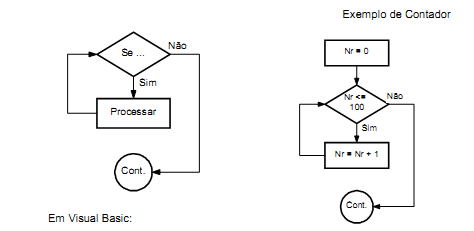 Exemplo de Contador
Se ...
Não
Sim
Processar
Cont.
Nr = 0
Nr <=
100
Não
Sim
Nr = Nr + 1
Cont.
Em Visual Basic: